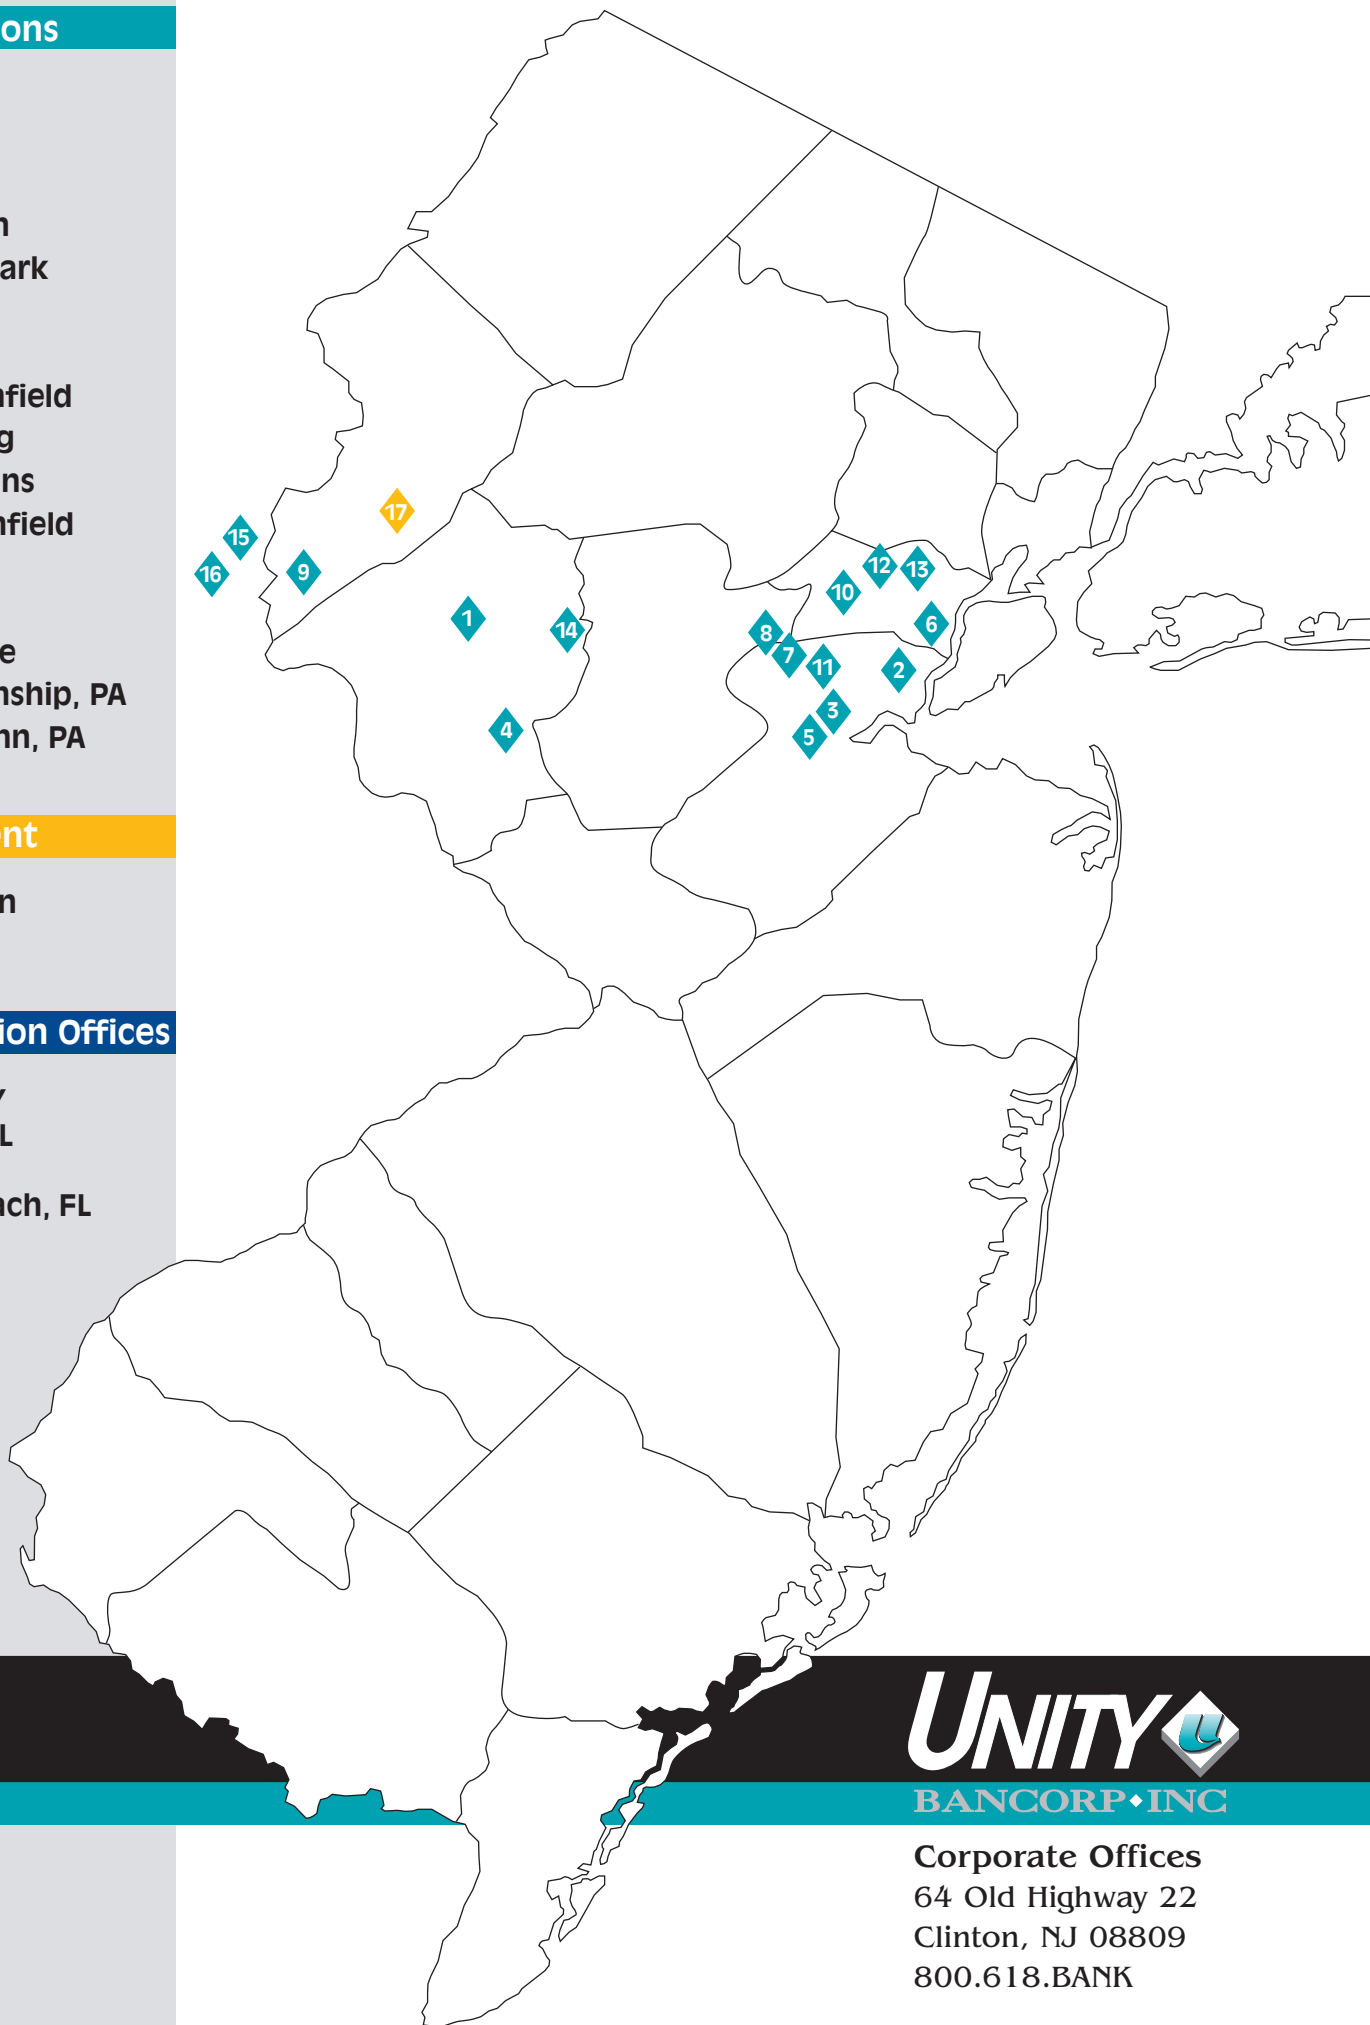 ons
n
ark
nfield
g
ns
nfield
e
nship, PA
nn, PA
nt
n
ion Offices
Y
L
ach, FL
17
15
16
9
1
14
4
12
13
10
6
8
7
11
2
3
5
UNITY u
BANCORP INC
Corporate Offices
64 Old Highway 22
Clinton, NJ 08809
800.618.BANK